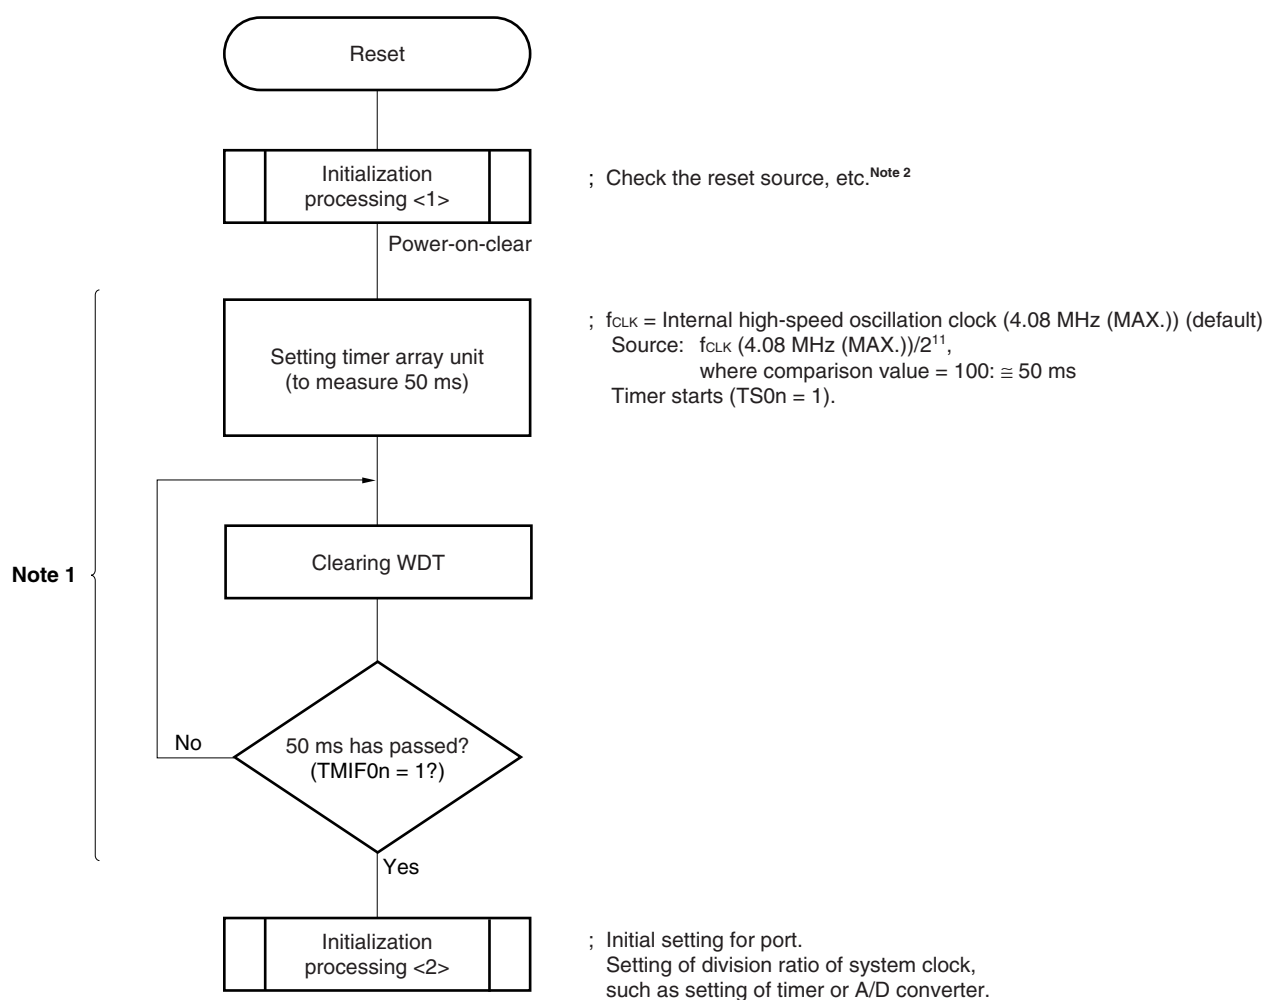 Reset
Initialization
processing <1>
; Check the reset source, etc.Note 2
Power-on-clear
Setting timer array unit
(to measure 50 ms)
; fCLK = Internal high-speed oscillation clock (4.08 MHz (MAX.)) (default)
Source: fCLK (4.08 MHz (MAX.))/2¹¹,
where comparison value = 100: ≅ 50 ms
Timer starts (TS0n = 1).
Note 1
Clearing WDT
No
50 ms has passed?
(TMIF0n = 1?)
Yes
Initialization
processing <2>
; Initial setting for port.
Setting of division ratio of system clock,
such as setting of timer or A/D converter.